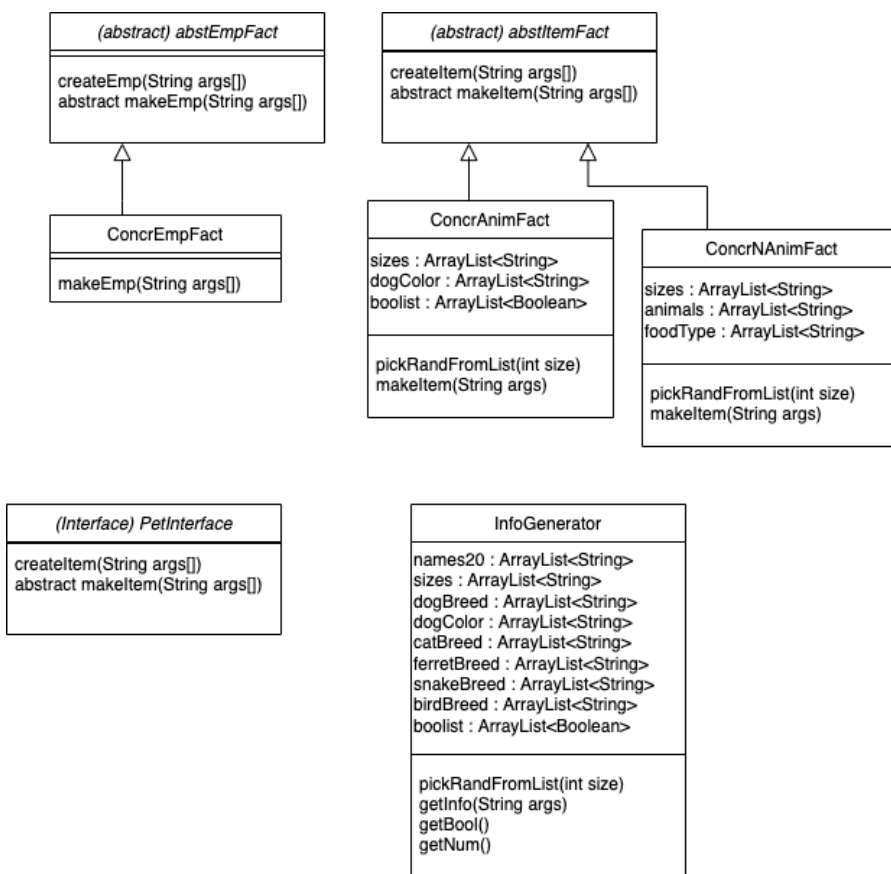 (abstract) abstEmpFact
createEmp(String args[])
abstract makeEmp(String args[])
(abstract) abstItemFact
createItem(String args[])
abstract makeItem(String args[])
ConcrEmpFact
makeEmp(String args[])
ConcrAnimFact
sizes : ArrayList<String>
dogColor : ArrayList<String>
boolist : ArrayList<Boolean>
pickRandFromList(int size)
makeItem(String args)
ConcrNAnimFact
sizes : ArrayList<String>
animals : ArrayList<String>
foodType : ArrayList<String>
pickRandFromList(int size)
makeItem(String args)
(Interface) PetInterface
createItem(String args[])
abstract makeItem(String args[])
InfoGenerator
names20 : ArrayList<String>
sizes : ArrayList<String>
dogBreed : ArrayList<String>
dogColor : ArrayList<String>
catBreed : ArrayList<String>
ferretBreed : ArrayList<String>
snakeBreed : ArrayList<String>
birdBreed : ArrayList<String>
boolist : ArrayList<Boolean>
pickRandFromList(int size)
getInfo(String args)
getBool()
getNum()